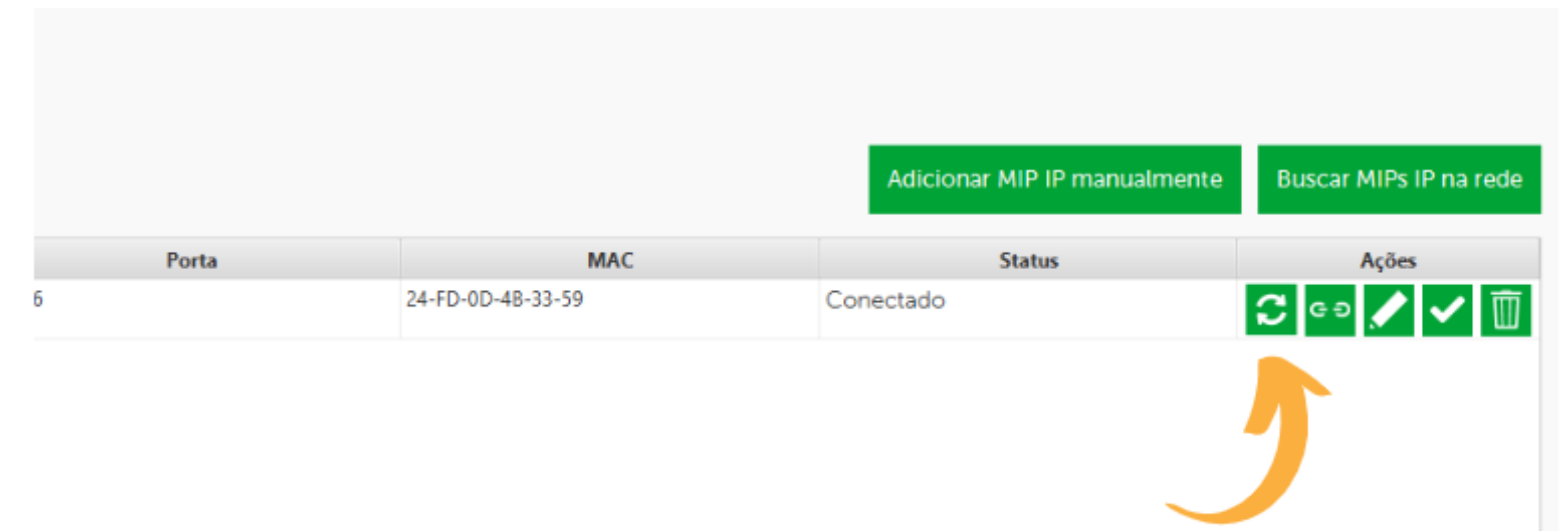 Adicionar MIP IP manualmente Buscar MIPs IP na rede
Porta MAC Status Ações
6 24-FD-0D-4B-33-59 Conectado